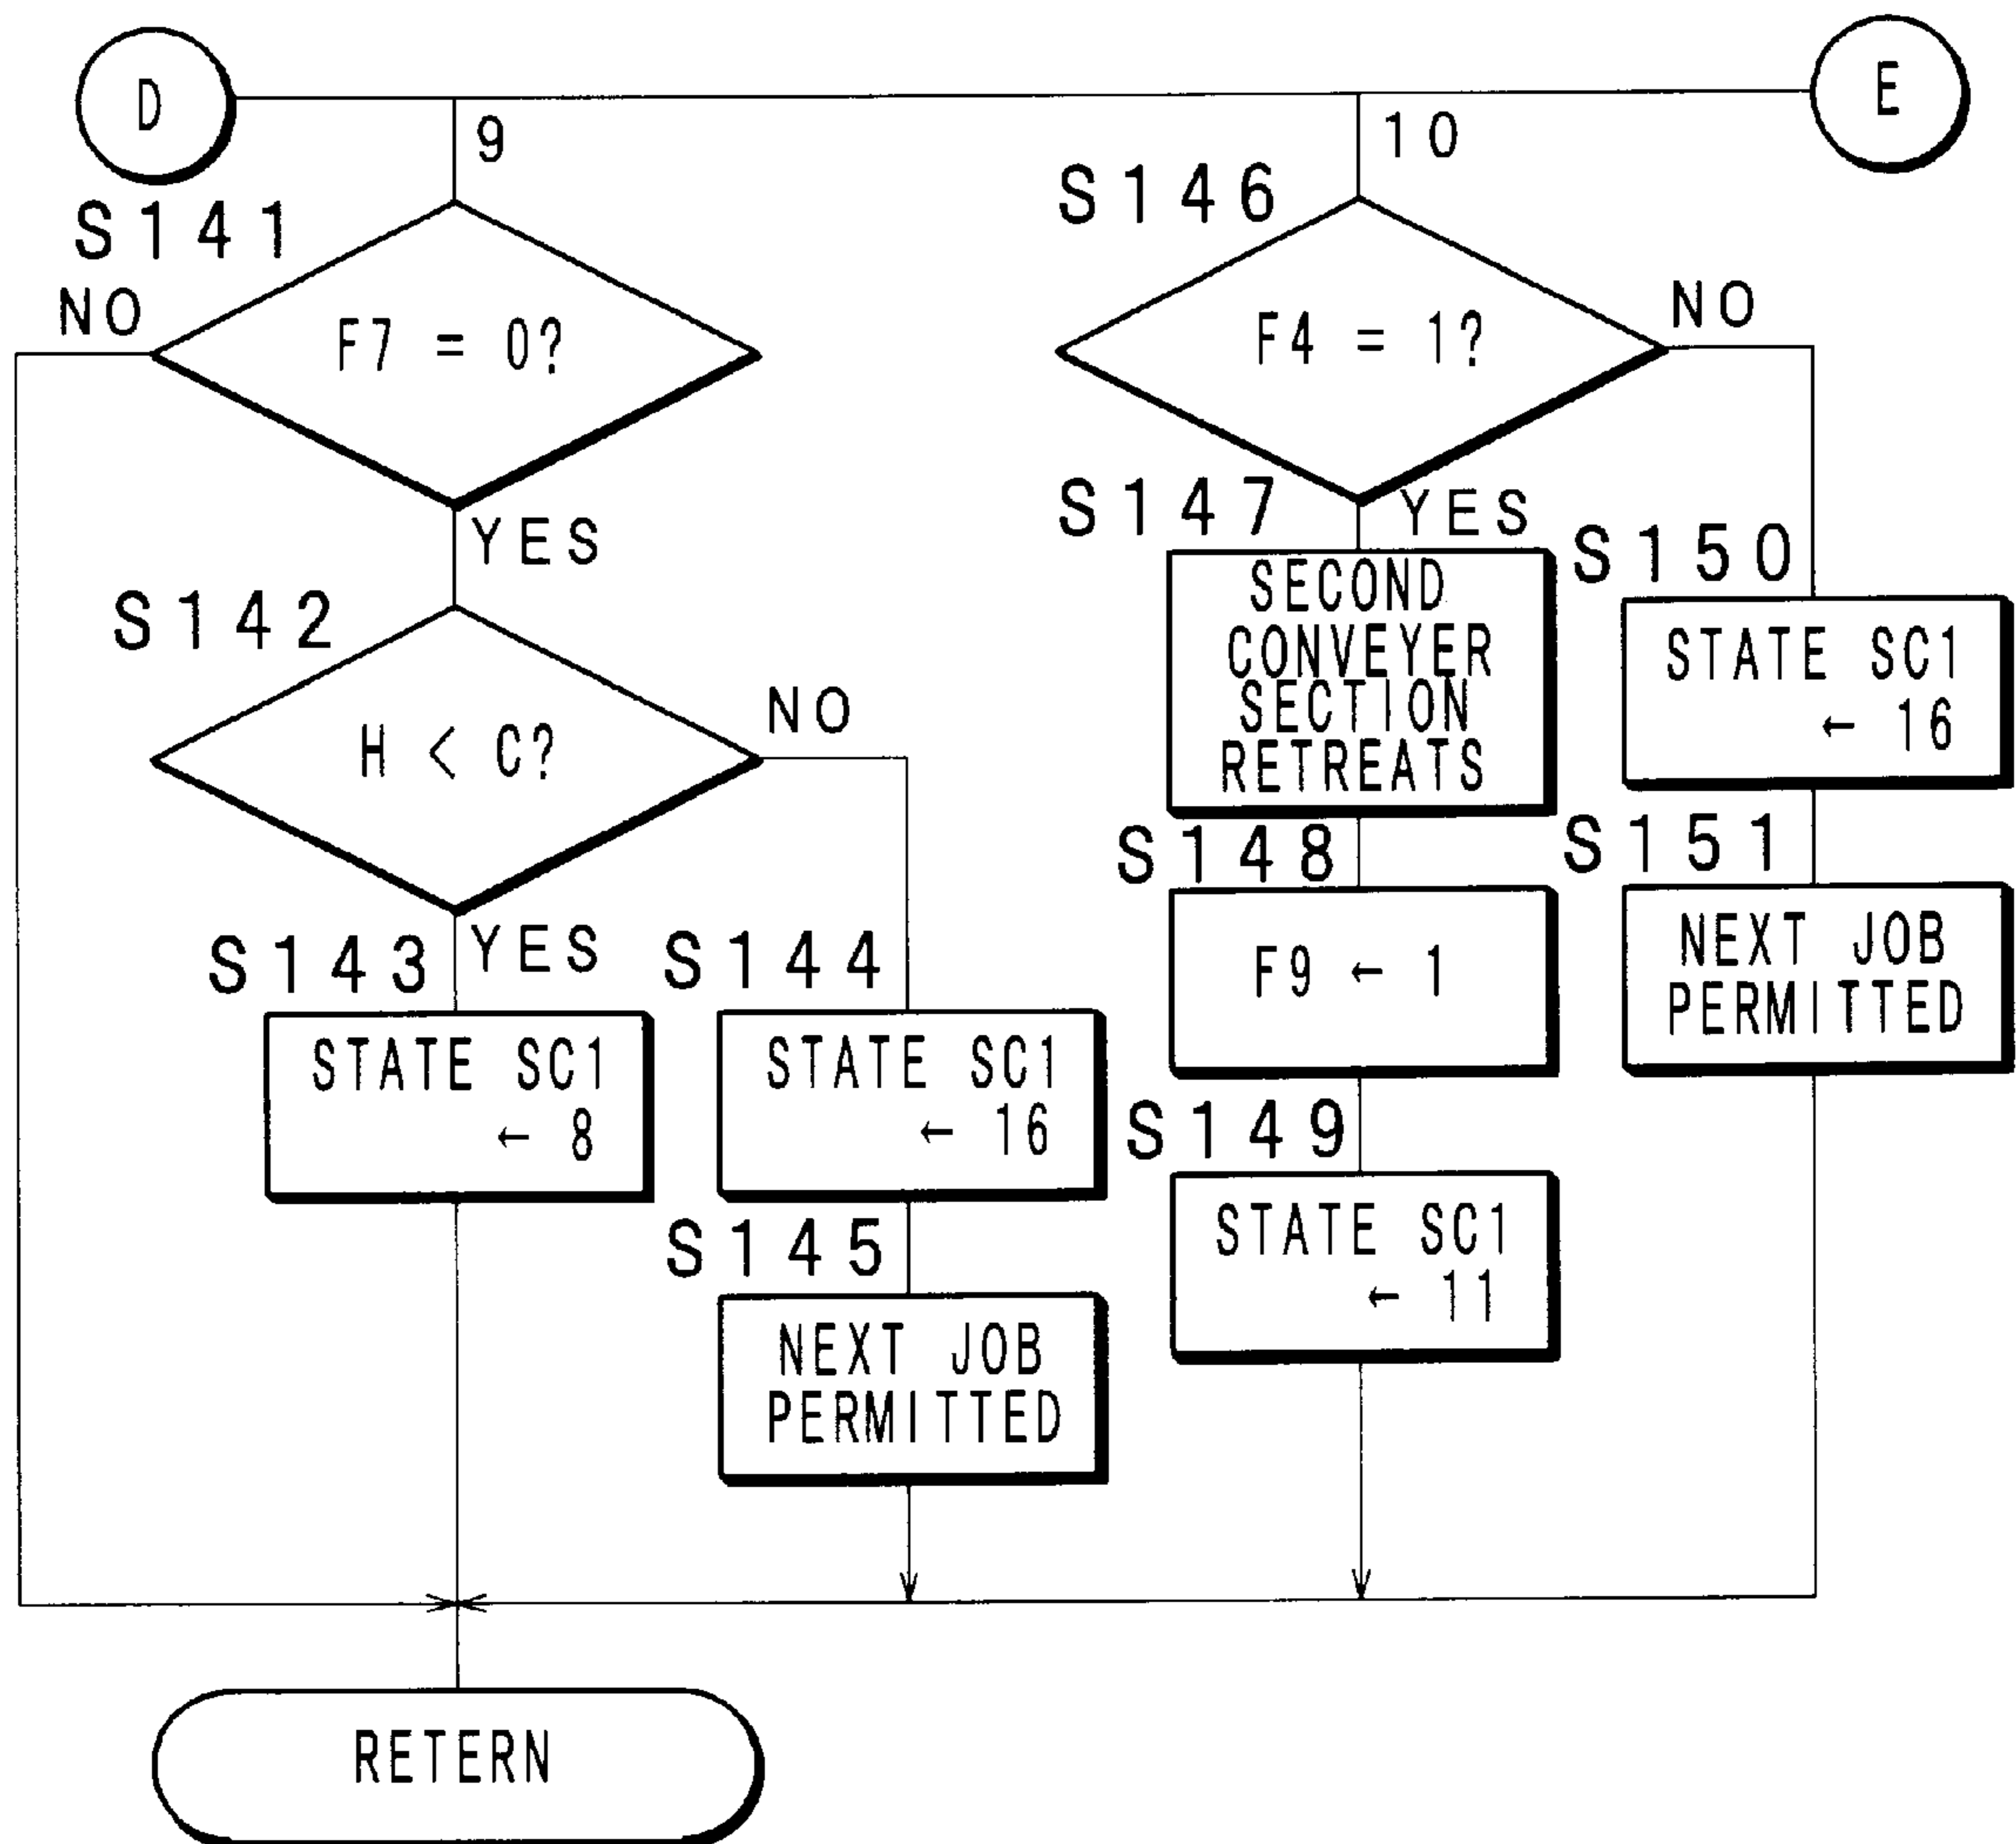 D
E
9
10
S141
S146
NO
F7 = 0?
F4 = 1?
NO
YES
S147
YES
S142
SECOND
CONVEYER
SECTION
RETREATS
S150
STATE SC1
← 16
H < C?
NO
S148
S151
S143
YES
S144
F9 ← 1
NEXT JOB
PERMITTED
STATE SC1
← 8
STATE SC1
← 16
S149
S145
STATE SC1
← 11
NEXT JOB
PERMITTED
RETERN